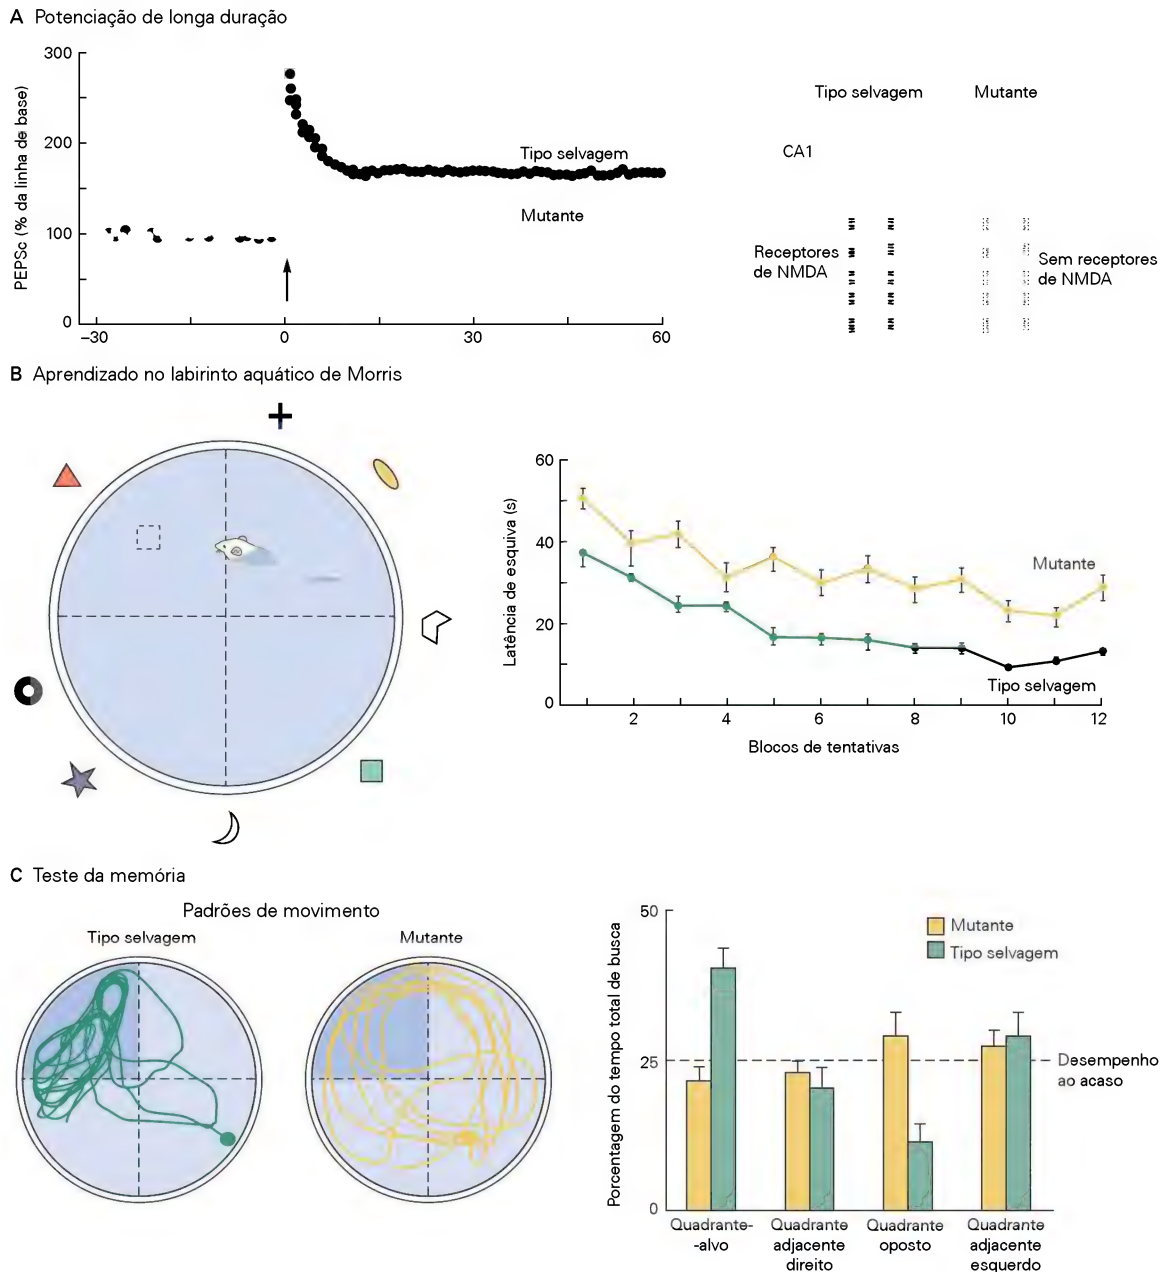 A Potenciação de longa duração
PEPSc (% da linha de base)
300
200
100
0
Tipo selvagem
Mutante
–30
0
30
60
Tipo selvagem
Mutante
CA1
Receptores
de NMDA
Sem receptores
de NMDA
B Aprendizado no labirinto aquático de Morris
Latência de esquiva (s)
60
40
20
0
Mutante
Tipo selvagem
2
4
6
8
10
12
Blocos de tentativas
C Teste da memória
Padrões de movimento
Tipo selvagem
Mutante
Porcentagem do tempo total de busca
50
25
0
Mutante
Tipo selvagem
Desempenho
ao acaso
Quadrante-
-alvo
Quadrante
adjacente
direito
Quadrante
oposto
Quadrante
adjacente
esquerdo